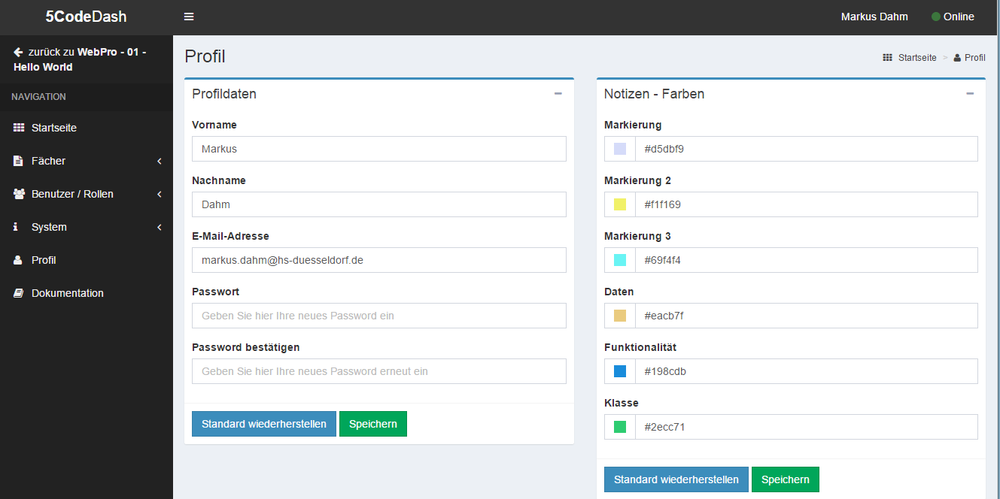 5CodeDash
Markus Dahm
Online
zurück zu WebPro - 01 -
Hello World
NAVIGATION
Startseite
Fächer
Benutzer / Rollen
System
Profil
Dokumentation
Profil
Startseite > Profil
Profildaten
Vorname
Markus
Nachname
Dahm
E-Mail-Adresse
markus.dahm@hs-duesseldorf.de
Passwort
Geben Sie hier Ihre neues Password ein
Password bestätigen
Geben Sie hier Ihre neues Password erneut ein
Standard wiederherstellen
Speichern
Notizen - Farben
Markierung
#d5dbf9
Markierung 2
#f1f169
Markierung 3
#69f4f4
Daten
#eacb7f
Funktionalität
#198cdb
Klasse
#2ecc71
Standard wiederherstellen
Speichern